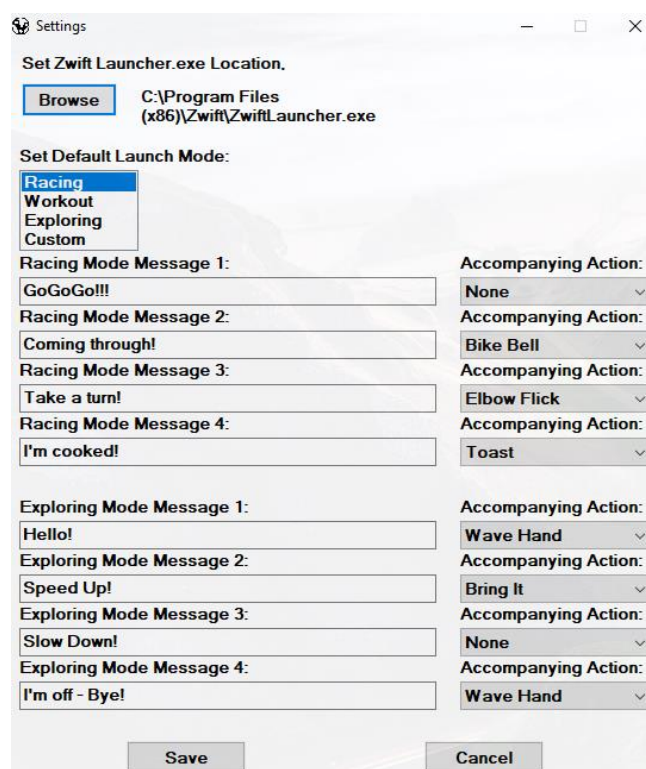 Settings
Set Zwift Launcher.exe Location.
Browse
C:\Program Files
(x86)\Zwift\ZwiftLauncher.exe
Set Default Launch Mode:
Racing
Workout
Exploring
Custom
Racing Mode Message 1: Accompanying Action:
GoGoGo!!! None
Racing Mode Message 2: Accompanying Action:
Coming through! Bike Bell
Racing Mode Message 3: Accompanying Action:
Take a turn! Elbow Flick
Racing Mode Message 4: Accompanying Action:
I'm cooked! Toast
Exploring Mode Message 1: Accompanying Action:
Hello! Wave Hand
Exploring Mode Message 2: Accompanying Action:
Speed Up! Bring It
Exploring Mode Message 3: Accompanying Action:
Slow Down! None
Exploring Mode Message 4: Accompanying Action:
I'm off - Bye! Wave Hand
Save Cancel